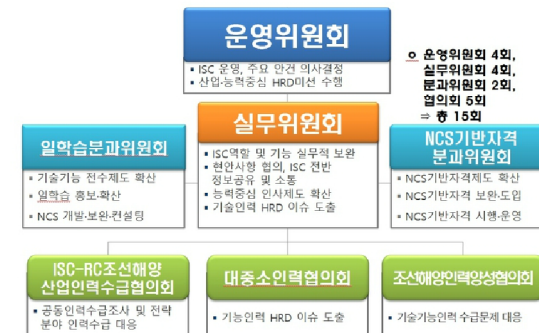 운영위원회
▪ ISC 운영, 주요 안건 의사결정
▪ 산업·능력중심 HRD미션 수행
ㅇ 운영위원회 4회,
실무위원회 4회,
분과위원회 2회,
협의회 5회
⇒ 총 15회
실무위원회
▪ ISC역할 및 기능 실무적 보완
▪ 현안사항 협의, ISC 전반
정보공유 및 소통
▪ 능력중심 인사제도 확산
▪ 기술인력 HRD 이슈 도출
일학습분과위원회
▪ 기술기능 전수제도 확산
▪ 일학습 홍보·확산
▪ NCS 개발·보완·컨설팅
NCS기반자격
분과위원회
▪ NCS기반자격제도 확산
▪ NCS기반자격 보완·도입
▪ NCS기반자격 시행·운영
ISC-RC조선해양
산업인력수급협의회
▪ 공동인력수급조사 및 전략
분야 인력수급 대응
대중소인력협의회
▪ 기능인력 HRD 이슈 도출
조선해양인력양성협의회
▪ 기술기능인력 수급문제 대응